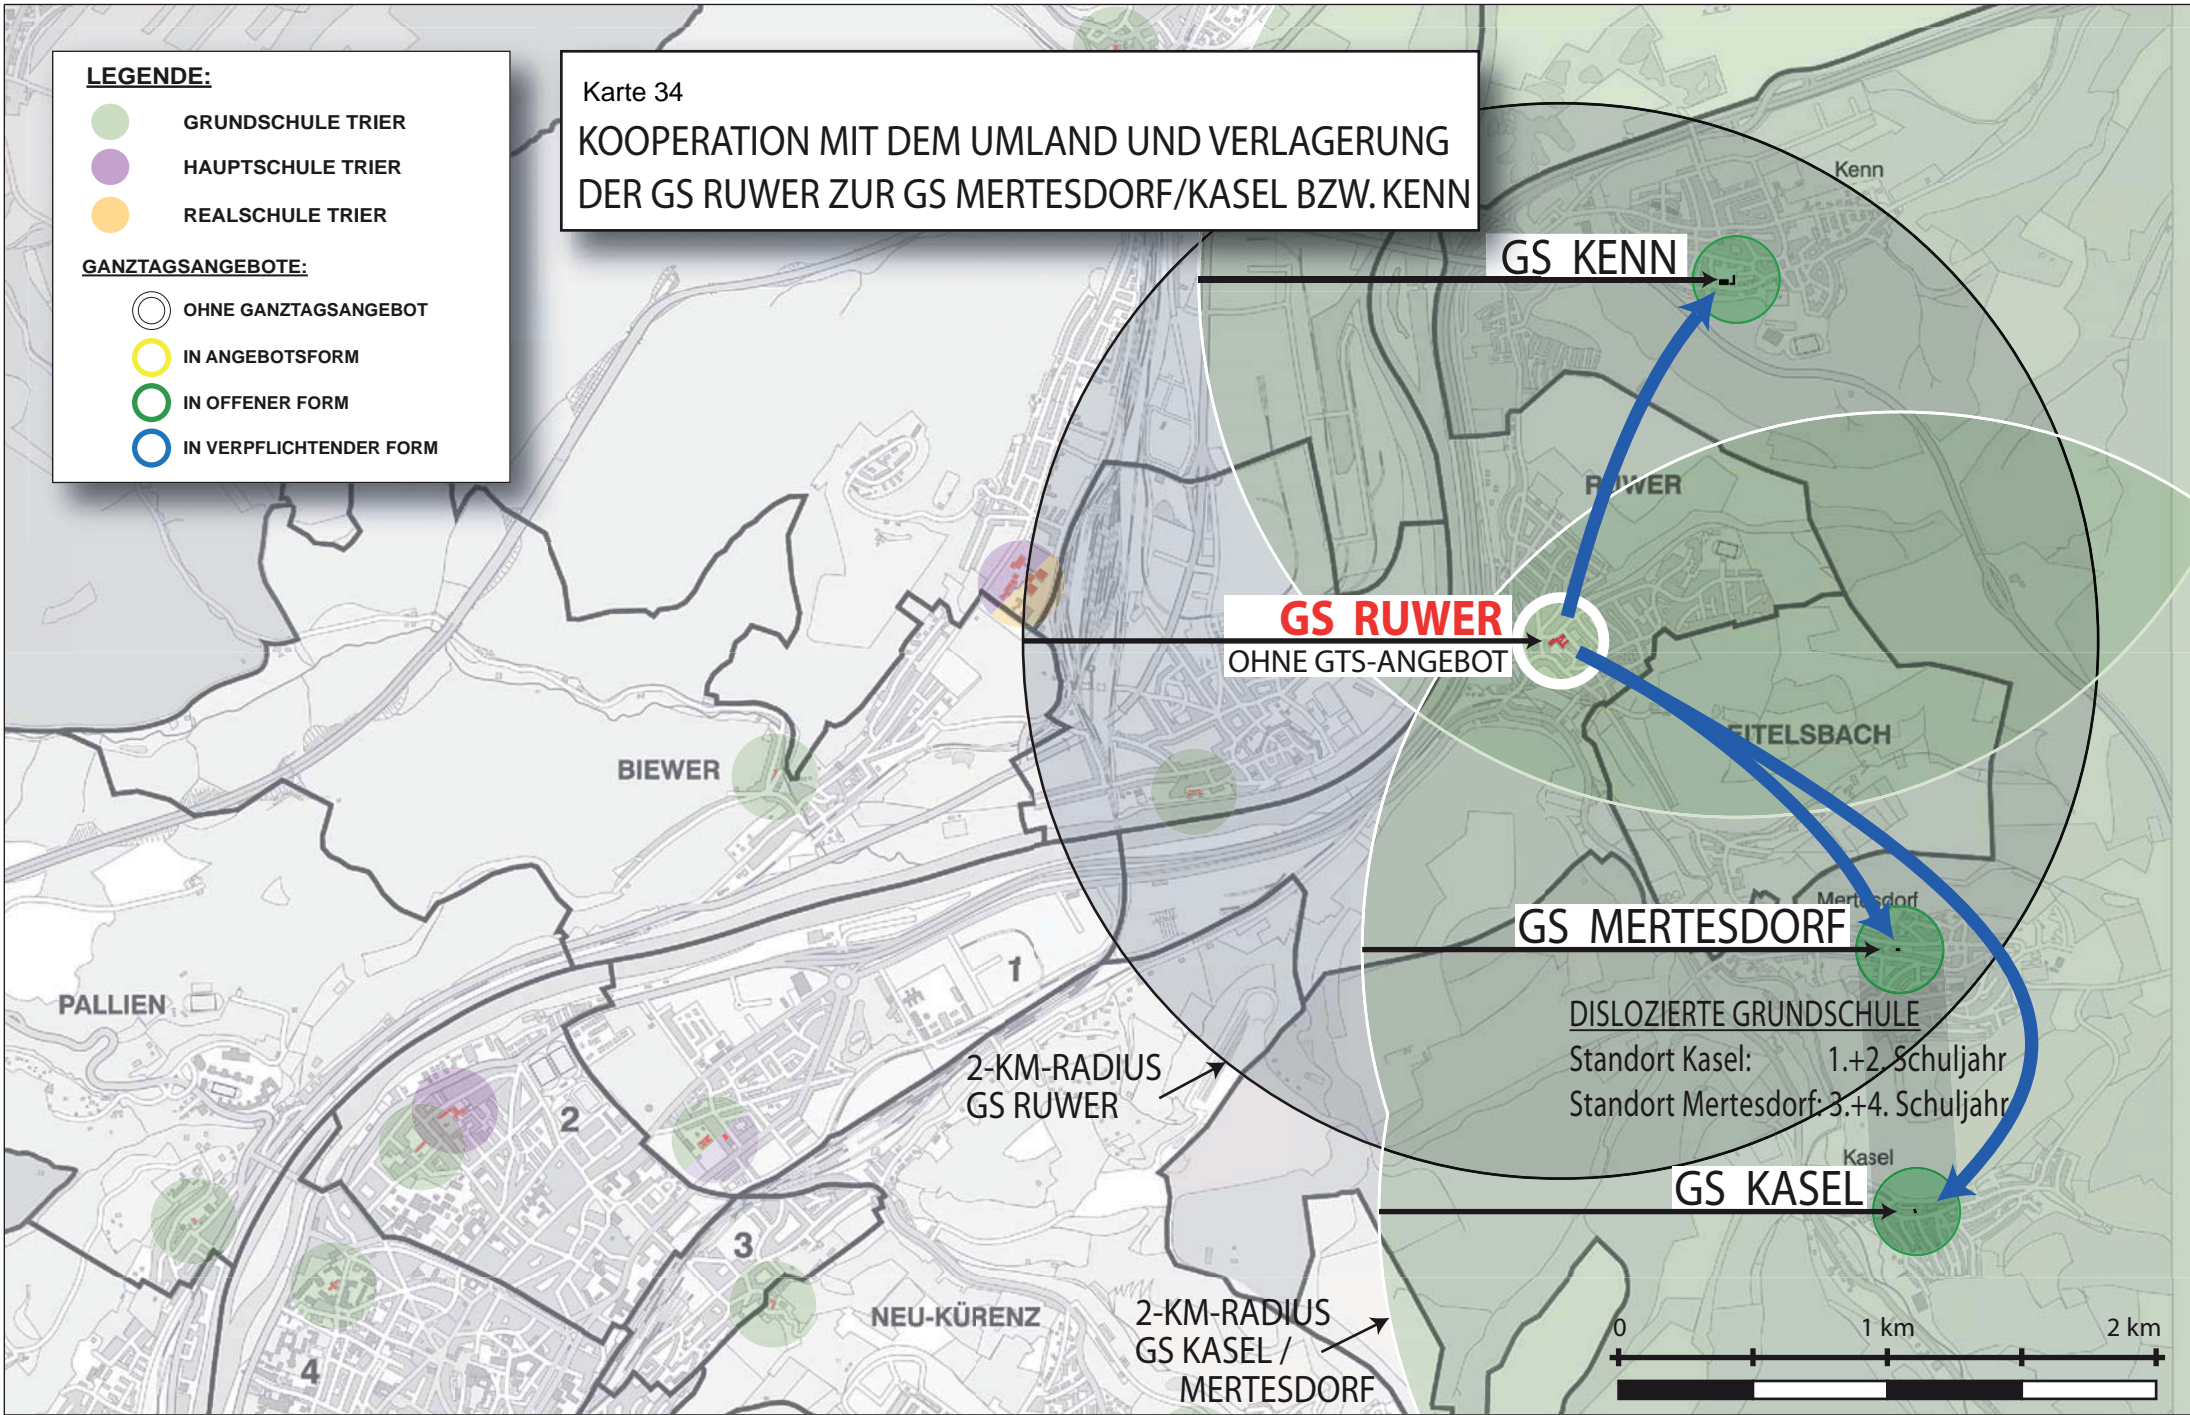 LEGENDE:
GRUNDSCHULE TRIER
HAUPTSCHULE TRIER
REALSCHULE TRIER
GANZTAGSANGEBOTE:
OHNE GANZTAGSANGEBOT
IN ANGEBOTSFORM
IN OFFENER FORM
IN VERPFLICHTENDER FORM
Karte 34
KOOPERATION MIT DEM UMLAND UND VERLAGERUNG
DER GS RUWER ZUR GS MERTESDORF/KASEL BZW. KENN
Kenn
GS KENN
RUWER
GS RUWER
OHNE GTS-ANGEBOT
EITELSBACH
BIEWER
Mertesdorf
GS MERTESDORF
1
PALLIEN
DISLOZIERTE GRUNDSCHULE
Standort Kasel: 1.+2. Schuljahr
Standort Mertesdorf: 3.+4. Schuljahr
2-KM-RADIUS
GS RUWER
2
Kasel
GS KASEL
3
NEU-KÜRENZ
2-KM-RADIUS
GS KASEL /
MERTESDORF
4
0 1 km 2 km